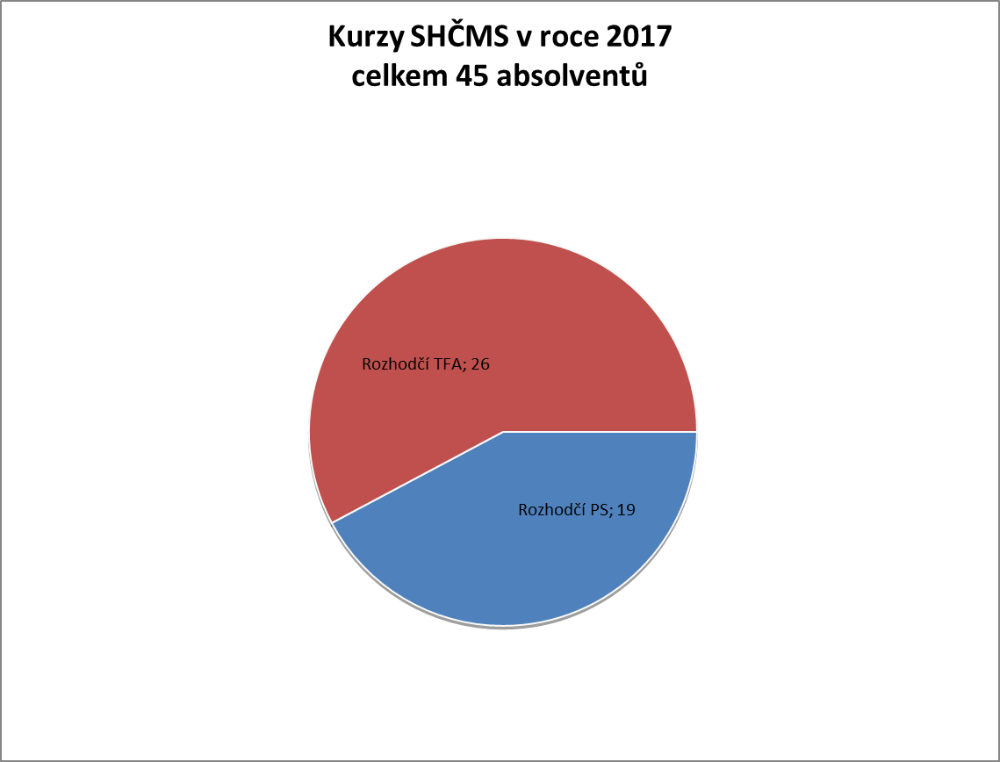 Kurzy SHČMS v roce 2017
celkem 45 absolventů
Rozhodčí TFA; 26
Rozhodčí PS; 19